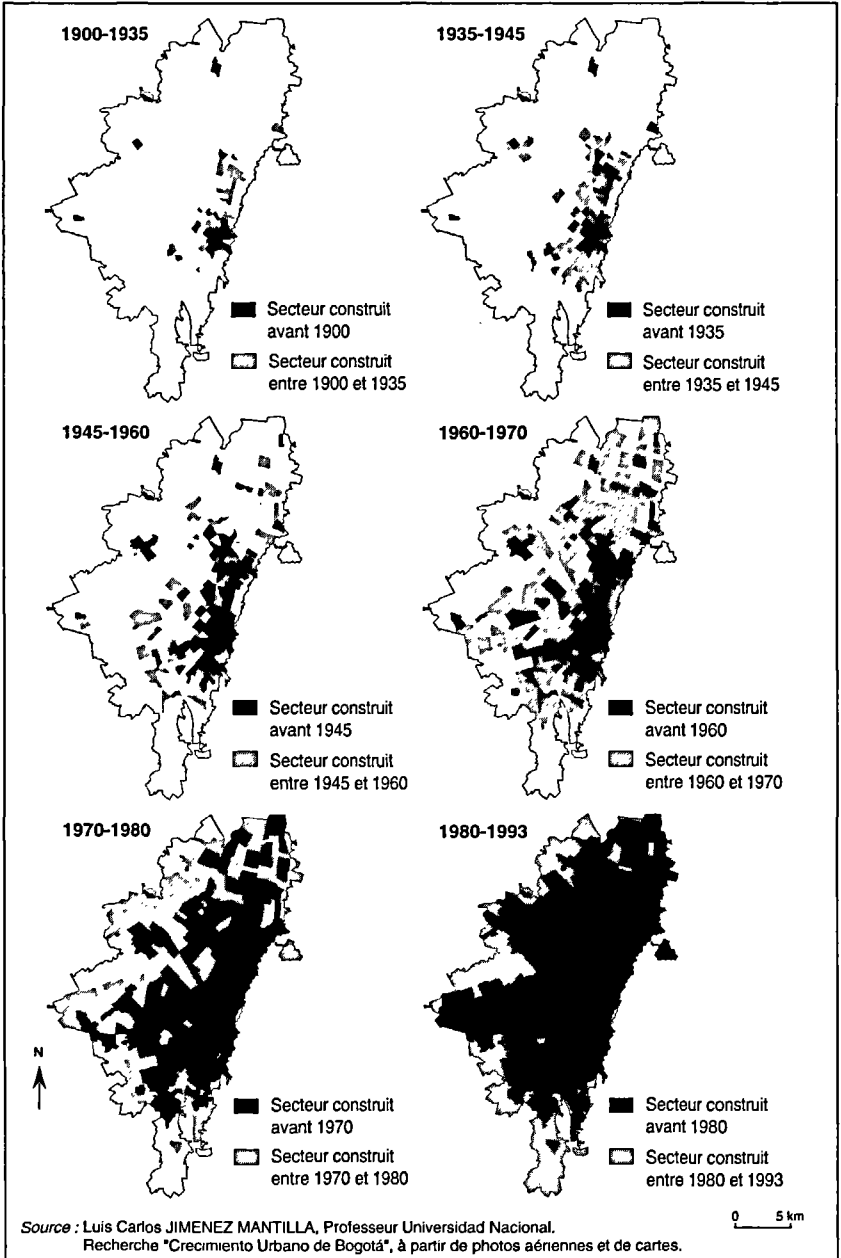 1900-1935
Secteur construit
avant 1900
Secteur construit
entre 1900 et 1935
1935-1945
Secteur construit
avant 1935
Secteur construit
entre 1935 et 1945
1945-1960
Secteur construit
avant 1945
Secteur construit
entre 1945 et 1960
1960-1970
Secteur construit
avant 1960
Secteur construit
entre 1960 et 1970
1970-1980
N
Secteur construit
avant 1970
Secteur construit
entre 1970 et 1980
1980-1993
Secteur construit
avant 1980
Secteur construit
entre 1980 et 1993
0 5 km
Source : Luis Carlos JIMENEZ MANTILLA, Professeur Universidad Nacional.
Recherche "Crecimiento Urbano de Bogotá", à partir de photos aériennes et de cartes.